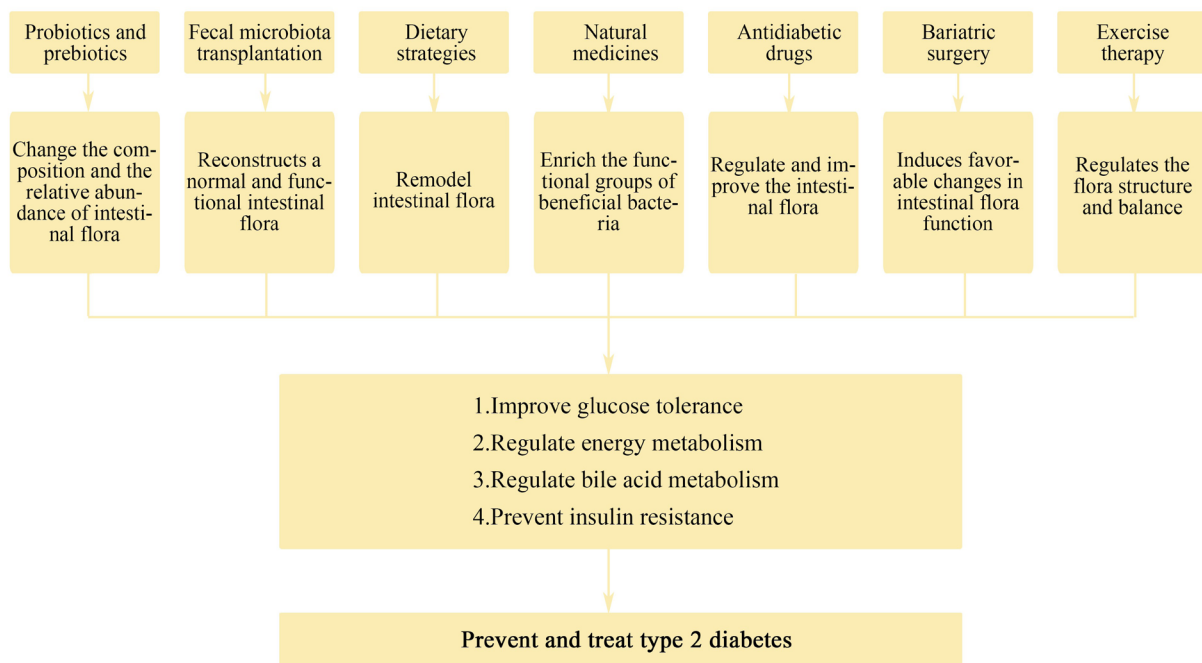 Probiotics and
prebiotics
Fecal microbiota
transplantation
Dietary
strategies
Natural
medicines
Antidiabetic
drugs
Bariatric
surgery
Exercise
therapy
Change the com-
position and the
relative abun-
dance of intesti-
nal flora
Reconstructs a
normal and func-
tional intestinal
flora
Remodel
intestinal flora
Enrich the func-
tional groups of
beneficial bacte-
ria
Regulate and im-
prove the intesti-
nal flora
Induces favor-
able changes in
intestinal flora
function
Regulates the
flora structure
and balance
1.Improve glucose tolerance
2.Regulate energy metabolism
3.Regulate bile acid metabolism
4.Prevent insulin resistance
Prevent and treat type 2 diabetes